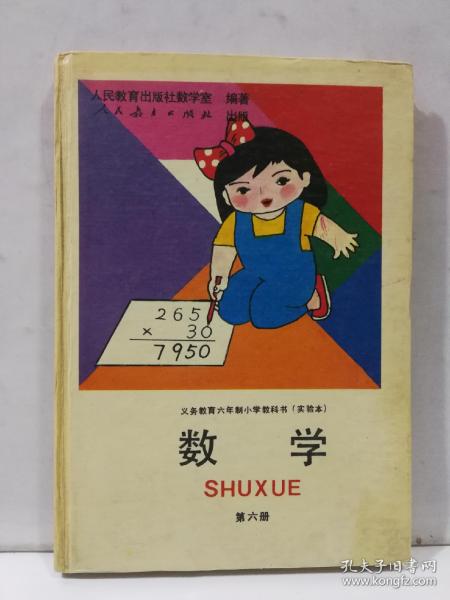 人民教育出版社数学室 编著
人民教育出版社 出版
265
× 30
7950
义务教育六年制小学教科书（实验本）
数 学
SHUXUE
第六册
孔夫子旧书网
www.kongfz.com